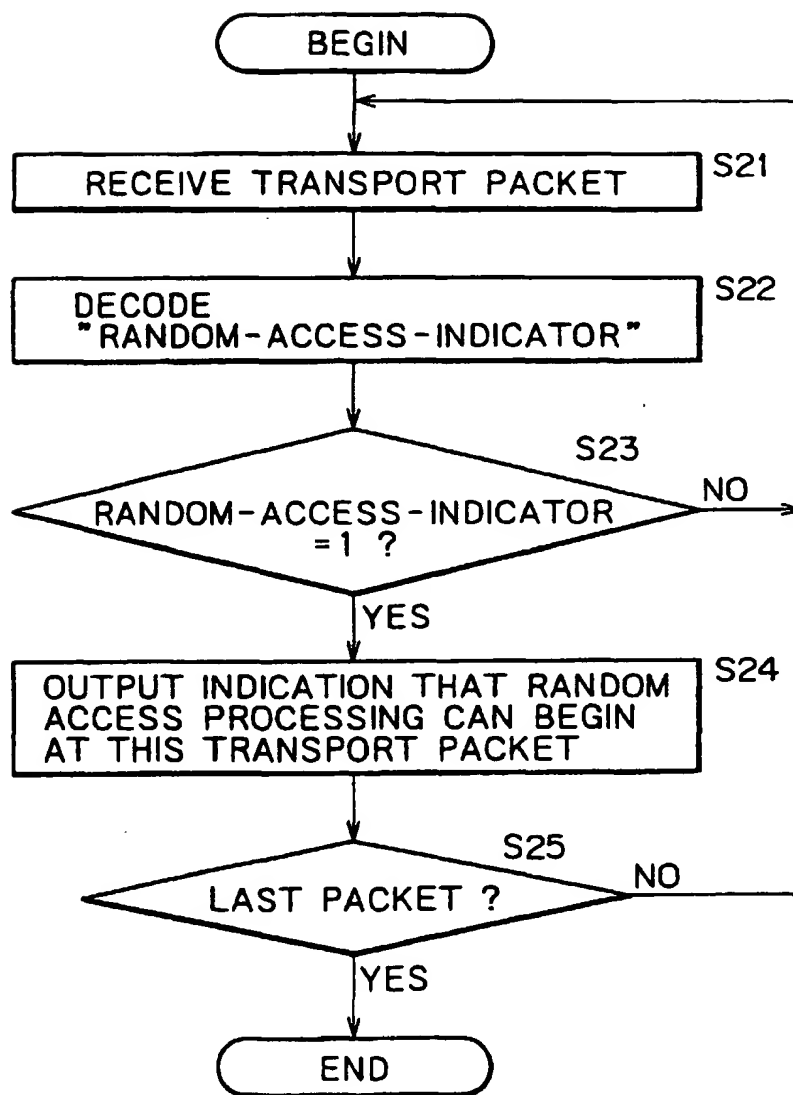 BEGIN
RECEIVE TRANSPORT PACKET
S21
DECODE
"RANDOM-ACCESS-INDICATOR"
S22
S23
RANDOM-ACCESS-INDICATOR
=1 ?
NO
YES
OUTPUT INDICATION THAT RANDOM
ACCESS PROCESSING CAN BEGIN
AT THIS TRANSPORT PACKET
S24
S25
LAST PACKET ?
NO
YES
END